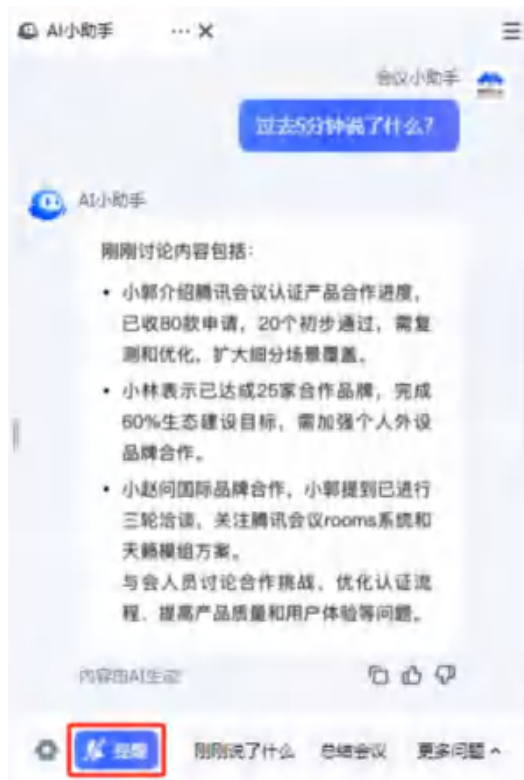 AI小助手 ··· ×
会议小助手
过去5分钟说了什么?
AI小助手
刚刚讨论内容包括：
• 小郭介绍腾讯会议认证产品合作进度，
已收80款申请，20个初步通过，需复
测和优化，扩大细分场景覆盖。
• 小林表示已达成25家合作品牌，完成
60%生态建设目标，需加强个人外设
品牌合作。
• 小赵问国际品牌合作，小郭提到已进行
三轮洽谈，关注腾讯会议rooms系统和
天籁模组方案。
与会人员讨论合作挑战、优化认证流
程、提高产品质量和用户体验等问题。
内容由AI生成
刚刚说了什么 总结会议 更多问题